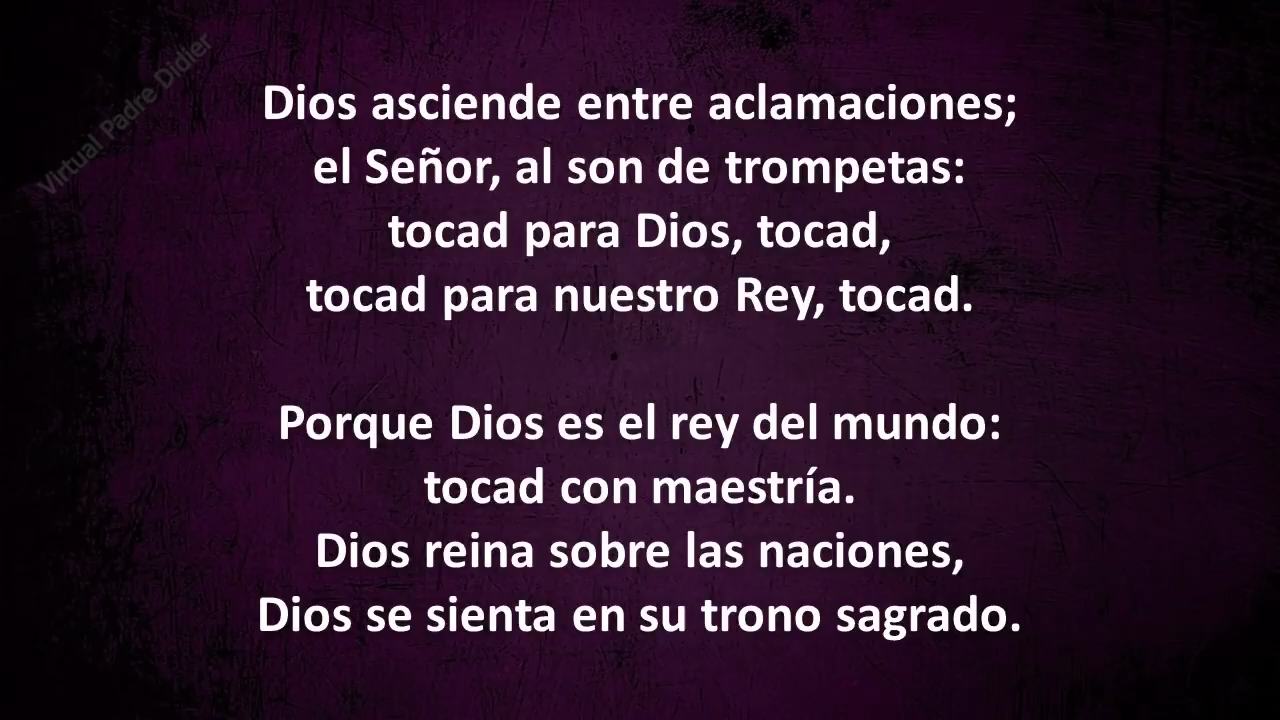 Virtual Padre Didier
Dios asciende entre aclamaciones;
el Señor, al son de trompetas:
tocad para Dios, tocad,
tocad para nuestro Rey, tocad.
Porque Dios es el rey del mundo:
tocad con maestría.
Dios reina sobre las naciones,
Dios se sienta en su trono sagrado.